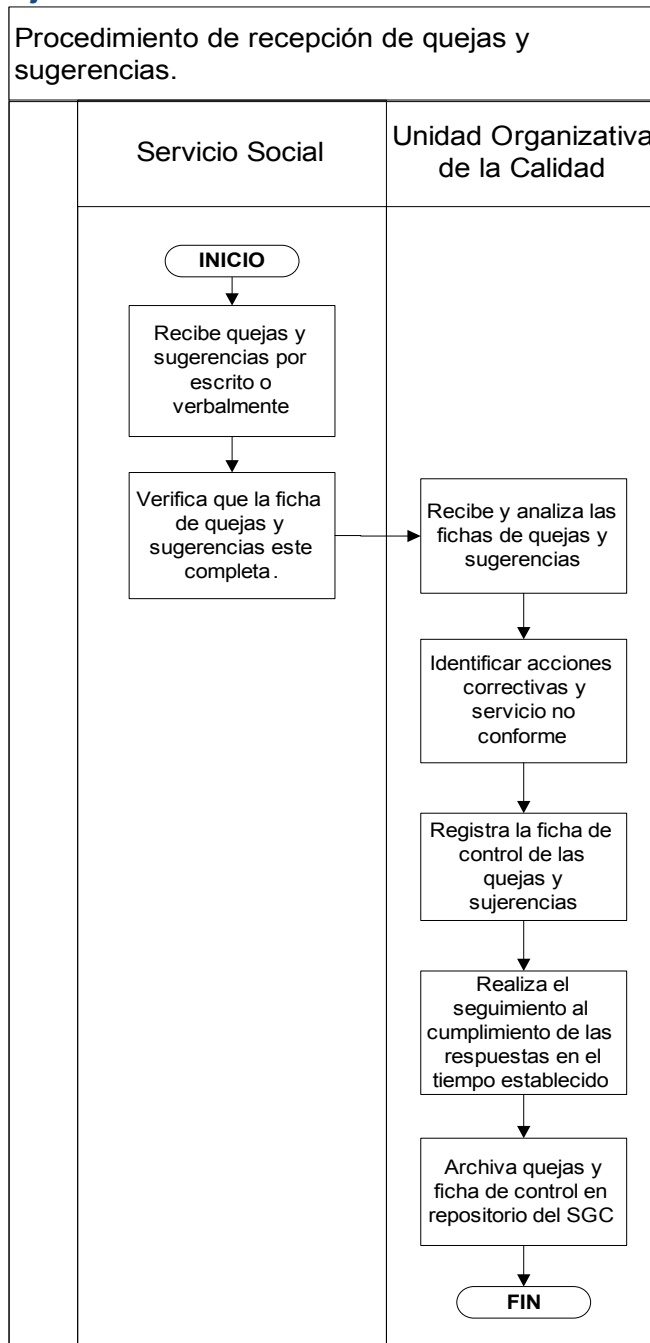 Procedimiento de recepción de quejas y
sugerencias.
Servicio Social
Unidad Organizativa
de la Calidad
INICIO
Recibe quejas y
sugerencias por
escrito o
verbalmente
Verifica que la ficha
de quejas y
sugerencias este
completa.
Recibe y analiza las
fichas de quejas y
sugerencias
Identificar acciones
correctivas y
servicio no
conforme
Registra la ficha de
control de las
quejas y
sujerencias
Realiza el
seguimiento al
cumplimiento de las
respuestas en el
tiempo establecido
Archiva quejas y
ficha de control en
repositorio del SGC
FIN